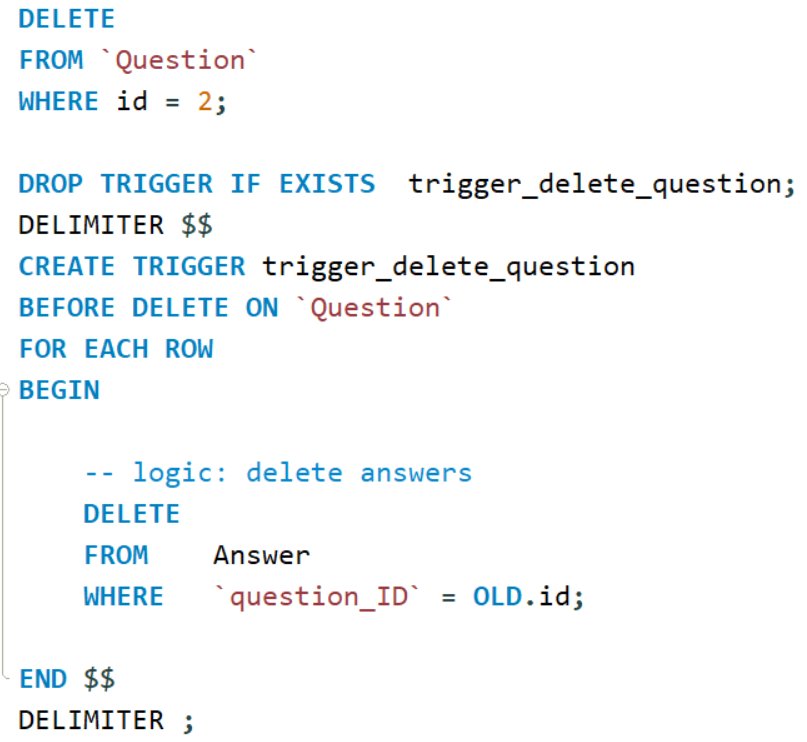 DELETE
FROM `Question`
WHERE id = 2;
DROP TRIGGER IF EXISTS  trigger_delete_question;
DELIMITER $$
CREATE TRIGGER trigger_delete_question
BEFORE DELETE ON `Question`
FOR EACH ROW
BEGIN
    -- logic: delete answers
    DELETE
    FROM    Answer
    WHERE   `question_ID` = OLD.id;
END $$
DELIMITER ;